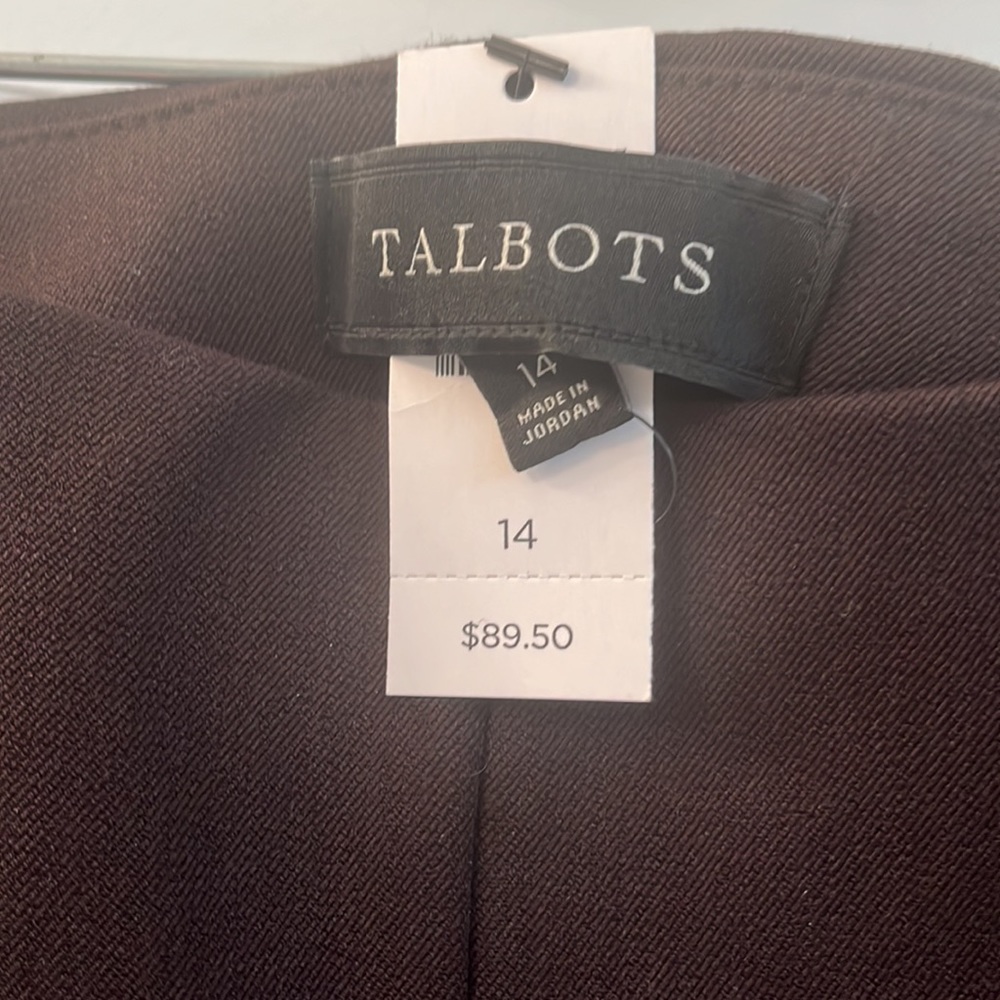 TALBOTS
14
MADE IN
JORDAN
14
$89.50